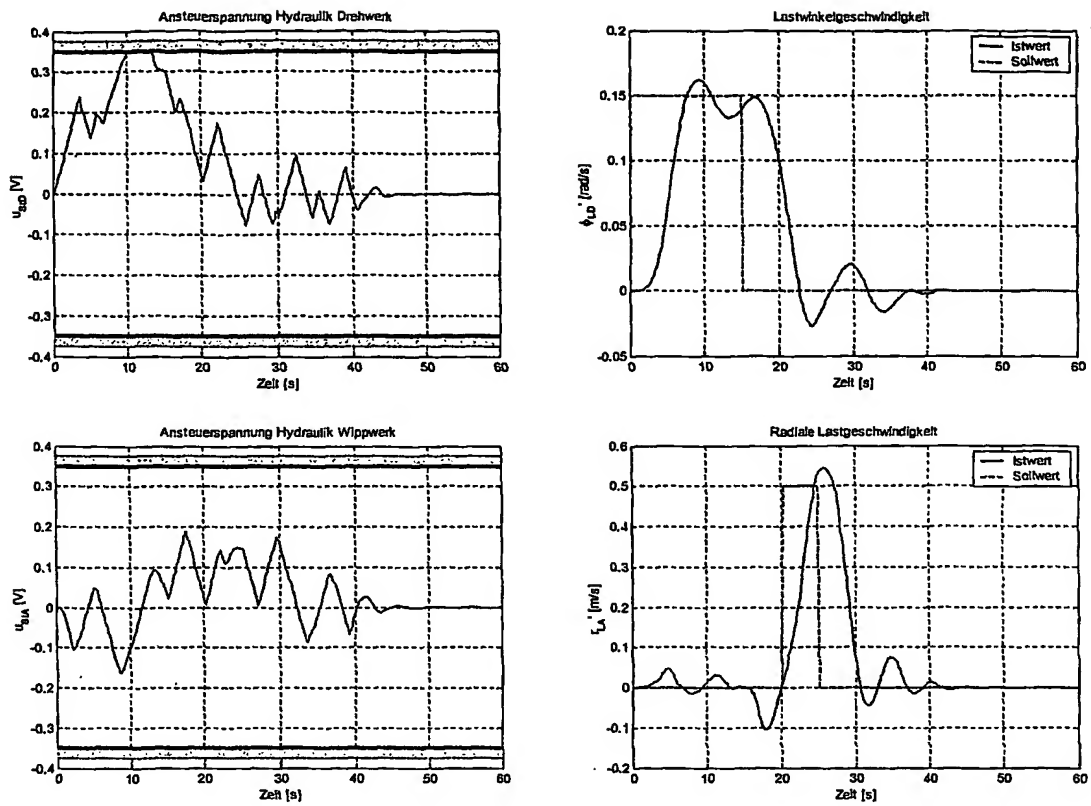 Ansteuerspannung Hydraulik Drehwerk
0.4
0.3
0.2
0.1
0
-0.1
-0.2
-0.3
-0.4
u_StD [V]
0 10 20 30 40 50 60
Zeit [s]
Lastwinkelgeschwindigkeit
Istwert
Sollwert
0.2
0.15
0.1
0.05
0
-0.05
ϕ_LD' [rad/s]
0 10 20 30 40 50 60
Zeit [s]
Ansteuerspannung Hydraulik Wippwerk
0.4
0.3
0.2
0.1
0
-0.1
-0.2
-0.3
-0.4
u_StA [V]
0 10 20 30 40 50 60
Zeit [s]
Radiale Lastgeschwindigkeit
Istwert
Sollwert
0.6
0.5
0.4
0.3
0.2
0.1
0
-0.1
-0.2
r_LA' [m/s]
0 10 20 30 40 50 60
Zeit [s]